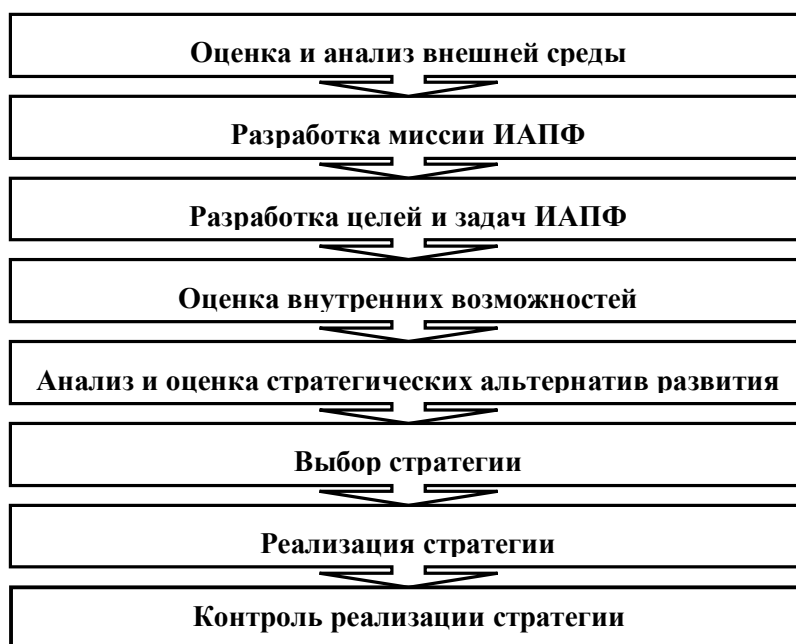 Оценка и анализ внешней среды
Разработка миссии ИАПФ
Разработка целей и задач ИАПФ
Оценка внутренних возможностей
Анализ и оценка стратегических альтернатив развития
Выбор стратегии
Реализация стратегии
Контроль реализации стратегии